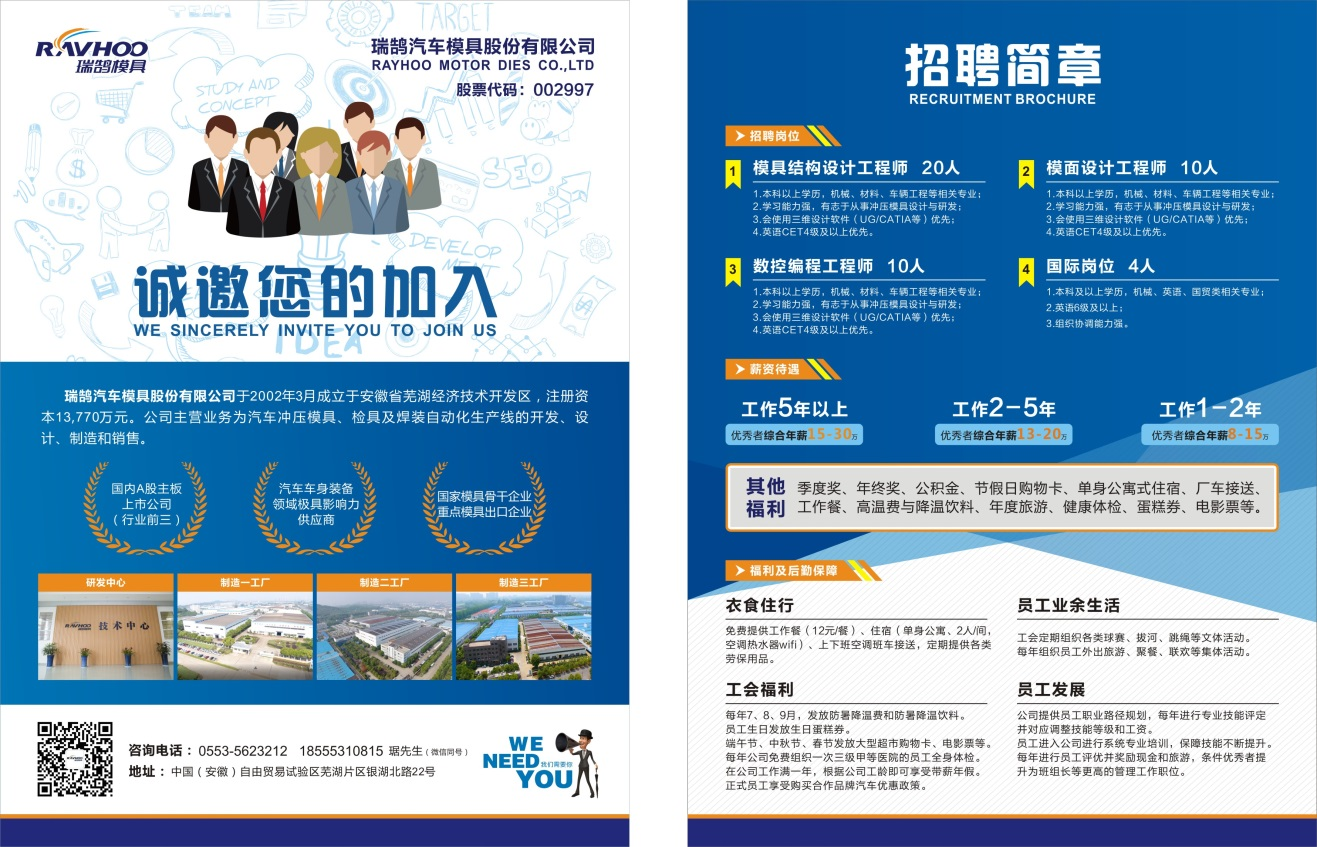 RAYHOO
瑞鹄模具
瑞鹄汽车模具股份有限公司
RAYHOO MOTOR DIES CO.,LTD
股票代码：002997
TARGET
STUDY AND
CONCEPT
SEO
DEVELOP
MENT
IDEA
诚邀您的加入
WE SINCERELY INVITE YOU TO JOIN US
瑞鹄汽车模具股份有限公司于2002年3月成立于安徽省芜湖经济技术开发区，注册资
本13,770万元。公司主营业务为汽车冲压模具、检具及焊装自动化生产线的开发、设
计、制造和销售。
国内A股主板
上市公司
（行业前三）
汽车车身装备
领域极具影响力
供应商
国家模具骨干企业
重点模具出口企业
研发中心
制造一工厂
制造二工厂
制造三工厂
RAYHOO 技术中心
咨询电话：0553-5623212 18555310815 琚先生（微信同号）
地址：中国（安徽）自由贸易试验区芜湖片区银湖北路22号
WE
NEED 我们需要你
YOU
招聘简章
RECRUITMENT BROCHURE
招聘岗位
1 模具结构设计工程师 20人
1.本科以上学历，机械、材料、车辆工程等相关专业；
2.学习能力强，有志于从事冲压模具设计与研发；
3.会使用三维设计软件（UG/CATIA等）优先；
4.英语CET4级及以上优先。
2 模面设计工程师 10人
1.本科以上学历，机械、材料、车辆工程等相关专业；
2.学习能力强，有志于从事冲压模具设计与研发；
3.会使用三维设计软件（UG/CATIA等）优先；
4.英语CET4级及以上优先。
3 数控编程工程师 10人
1.本科以上学历，机械、材料、车辆工程等相关专业；
2.学习能力强，有志于从事冲压模具设计与研发；
3.会使用三维设计软件（UG/CATIA等）优先；
4.英语CET4级及以上优先。
4 国际岗位 4人
1.本科及以上学历，机械、英语、国贸类相关专业；
2.英语6级及以上；
3.组织协调能力强。
薪资待遇
工作5年以上
优秀者综合年薪15-30万
工作2-5年
优秀者综合年薪13-20万
工作1-2年
优秀者综合年薪8-15万
其他
福利
季度奖、年终奖、公积金、节假日购物卡、单身公寓式住宿、厂车接送、
工作餐、高温费与降温饮料、年度旅游、健康体检、蛋糕券、电影票等。
福利及后勤保障
衣食住行
免费提供工作餐（12元/餐）、住宿（单身公寓、2人/间，
空调热水器wifi）、上下班空调班车接送，定期提供各类
劳保用品。
员工业余生活
工会定期组织各类球赛、拔河、跳绳等文体活动。
每年组织员工外出旅游、聚餐、联欢等集体活动。
工会福利
每年7、8、9月，发放防暑降温费和防暑降温饮料。
员工生日发放生日蛋糕券。
端午节、中秋节、春节发放大型超市购物卡、电影票等。
每年公司免费组织一次三级甲等医院的员工全身体检。
在公司工作满一年，根据公司工龄即可享受带薪年假。
正式员工享受购买合作品牌汽车优惠政策。
员工发展
公司提供员工职业路径规划，每年进行专业技能评定
并对应调整技能等级和工资。
员工进入公司进行系统专业培训，保障技能不断提升。
每年进行员工评优并奖励现金和旅游，条件优秀者提
升为班组长等更高的管理工作职位。